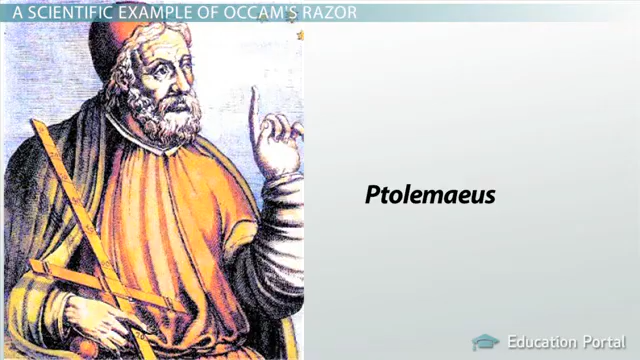 A SCIENTIFIC EXAMPLE OF OCCAM'S RAZOR
Ptolemaeus
Education Portal